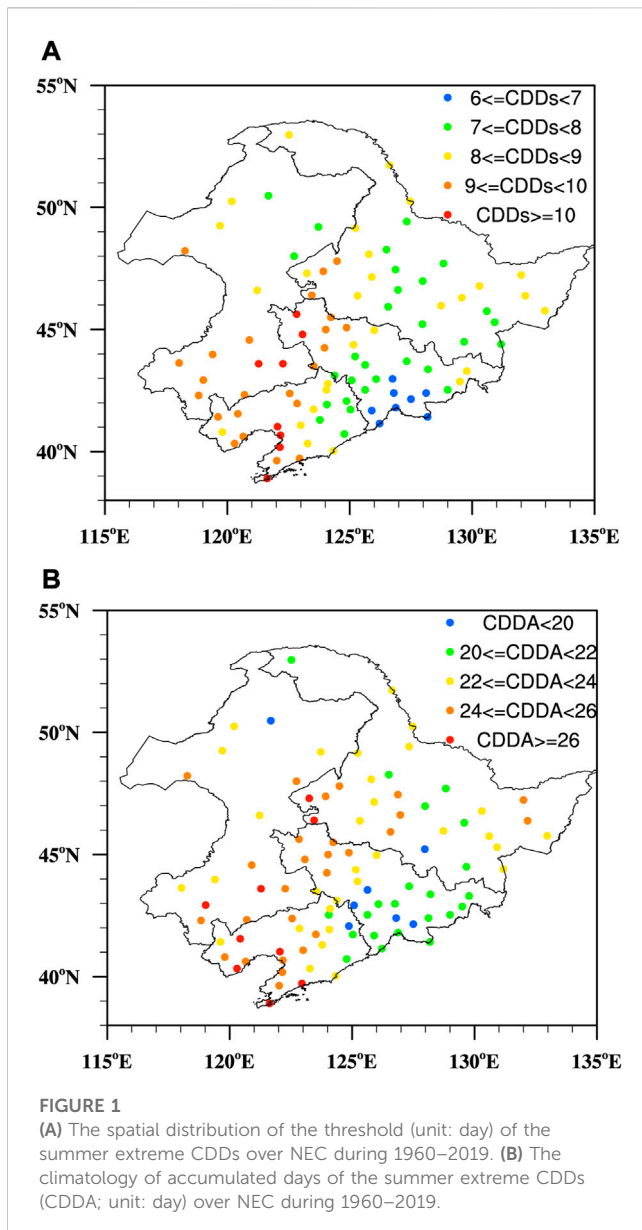 A
55°N
50°N
45°N
40°N
6<=CDDs<7
7<=CDDs<8
8<=CDDs<9
9<=CDDs<10
CDDs>=10
115°E 120°E 125°E 130°E 135°E
B
55°N
50°N
45°N
40°N
CDDA<20
20<=CDDA<22
22<=CDDA<24
24<=CDDA<26
CDDA>=26
115°E 120°E 125°E 130°E 135°E
FIGURE 1
(A) The spatial distribution of the threshold (unit: day) of the
summer extreme CDDs over NEC during 1960–2019. (B) The
climatology of accumulated days of the summer extreme CDDs
(CDDA; unit: day) over NEC during 1960–2019.